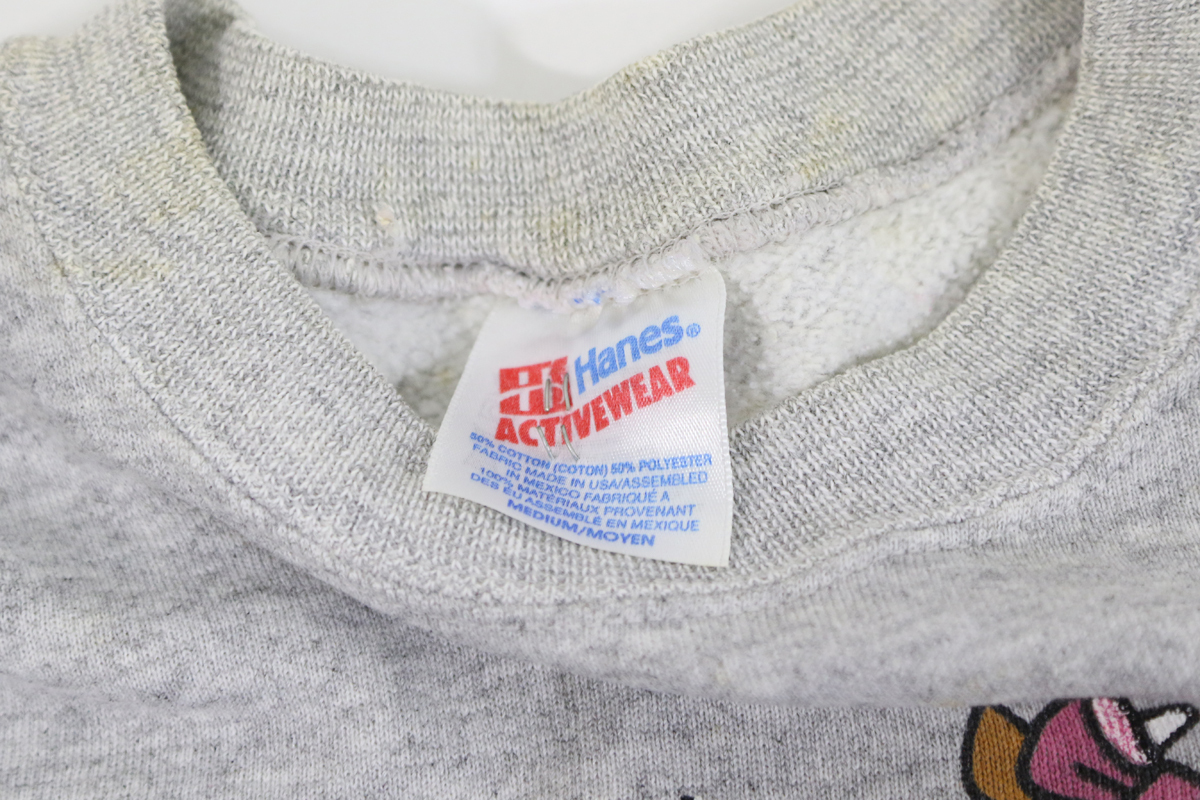 Hanes®
ACTIVEWEAR
50% COTTON (COTON) 50% POLYESTER
FABRIC MADE IN USA/ASSEMBLED
IN MEXICO FABRIQUÉ A
100% MATÉRIAUX PROVENANT
DES ÉU ASSEMBLÉ EN MEXIQUE
MEDIUM/MOYEN